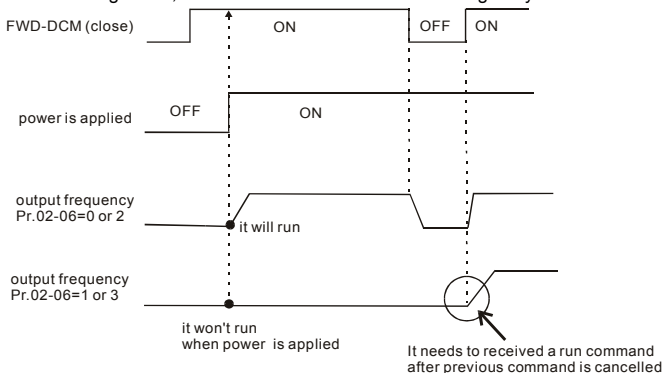 FWD-DCM (close)
ON
OFF
ON
power is applied
OFF
ON
output frequency
Pr.02-06=0 or 2
it will run
output frequency
Pr.02-06=1 or 3
it won't run
when power is applied
It needs to received a run command
after previous command is cancelled